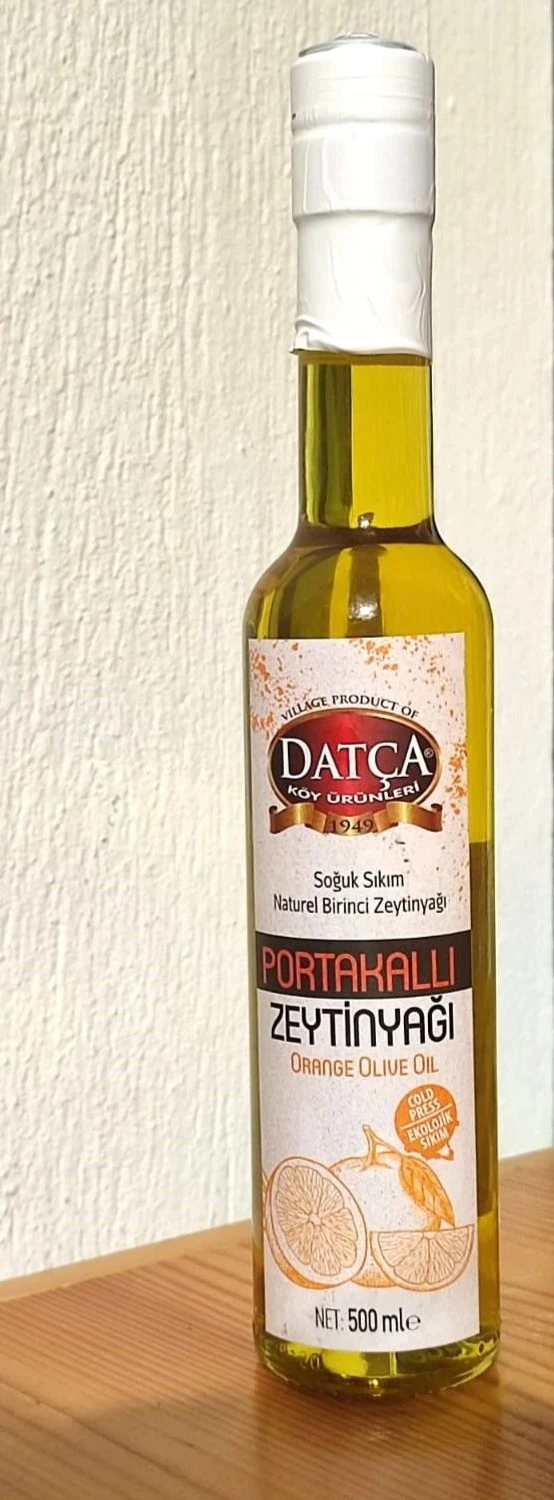 VILLAGE PRODUCT OF
DATÇA®
KÖY ÜRÜNLERİ
1949
Soğuk Sıkım
Naturel Birinci Zeytinyağı
PORTAKALLI
ZEYTİNYAĞI
ORANGE OLIVE OIL
COLD
PRESS
EKOLOJİK
SIKIM
NET: 500 ml℮